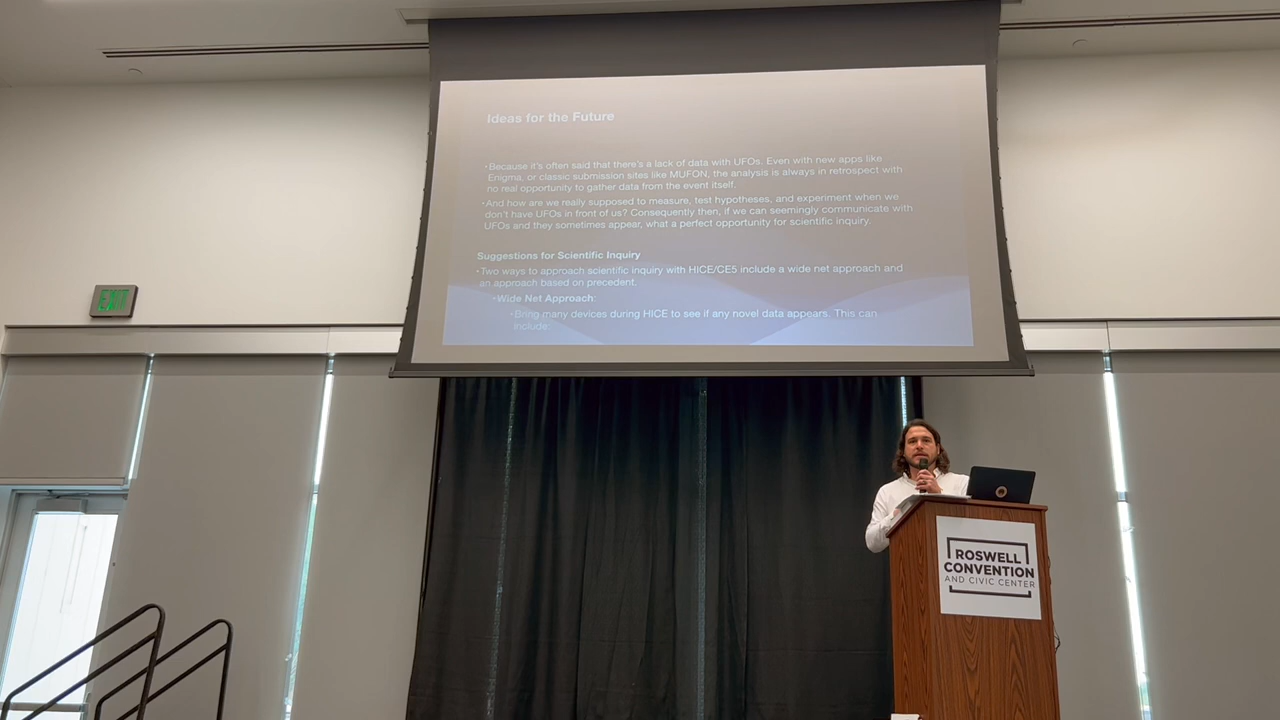 Ideas for the Future
•Because it's often said that there's a lack of data with UFOs. Even with new apps like
Enigma, or classic submission sites like MUFON, the analysis is always in retrospect with
no real opportunity to gather data from the event itself.
•And how are we really supposed to measure, test hypotheses, and experiment when we
don't have UFOs in front of us? Consequently then, if we can seemingly communicate with
UFOs and they sometimes appear, what a perfect opportunity for scientific inquiry.
Suggestions for Scientific Inquiry
•Two ways to approach scientific inquiry with HICE/CE5 include a wide net approach and
an approach based on precedent.
•Wide Net Approach:
•Bring many devices during HICE to see if any novel data appears. This can
include:
EXIT
ROSWELL
CONVENTION
AND CIVIC CENTER